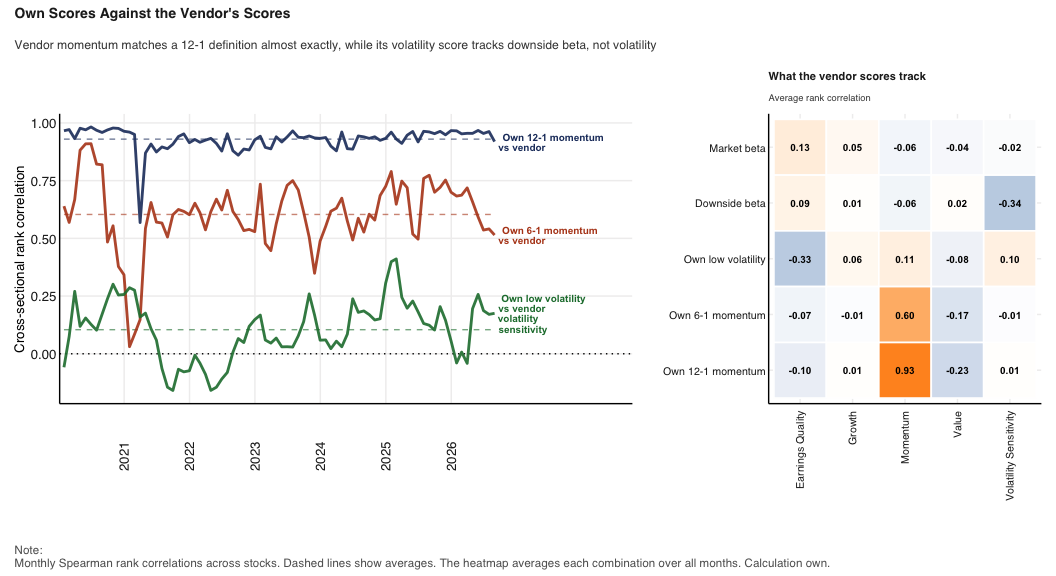 Own Scores Against the Vendor's Scores
Vendor momentum matches a 12-1 definition almost exactly, while its volatility score tracks downside beta, not volatility
Cross-sectional rank correlation
1.00
0.75
0.50
0.25
0.00
2021
2022
2023
2024
2025
2026
Own 12-1 momentum
vs vendor
Own 6-1 momentum
vs vendor
Own low volatility
vs vendor
volatility
sensitivity
What the vendor scores track
Average rank correlation
Market beta
0.13
0.05
-0.06
-0.04
-0.02
Downside beta
0.09
0.01
-0.06
0.02
-0.34
Own low volatility
-0.33
0.06
0.11
-0.08
0.10
Own 6-1 momentum
-0.07
-0.01
0.60
-0.17
-0.01
Own 12-1 momentum
-0.10
0.01
0.93
-0.23
0.01
Earnings Quality
Growth
Momentum
Value
Volatility Sensitivity
Note:
Monthly Spearman rank correlations across stocks. Dashed lines show averages. The heatmap averages each combination over all months. Calculation own.